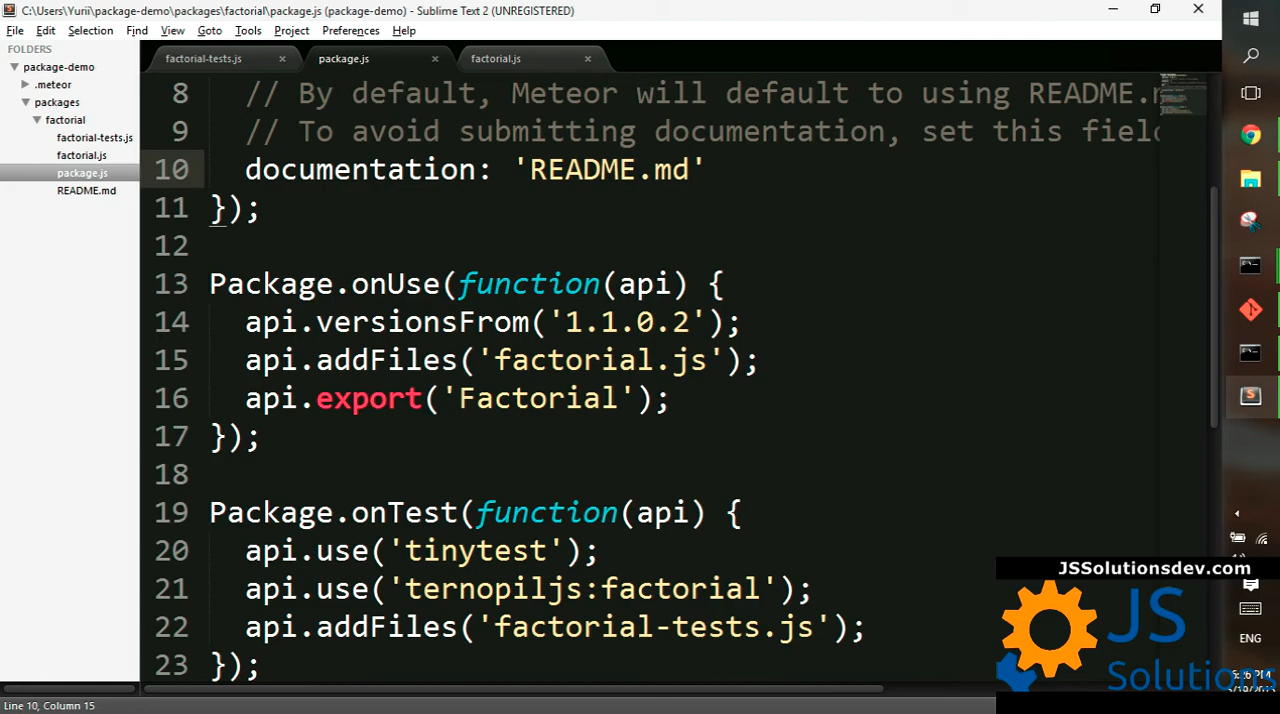 C:\Users\Yurii\package-demo\packages\factorial\package.js (package-demo) - Sublime Text 2 (UNREGISTERED)
File Edit Selection Find View Goto Tools Project Preferences Help
FOLDERS
package-demo
.meteor
packages
factorial
factorial-tests.js
factorial.js
package.js
README.md
factorial-tests.js package.js factorial.js
8 // By default, Meteor will default to using
9 // To avoid submitting documentation, set this
10 documentation: 'README.md'
11 });
12
13 Package.onUse(function(api) {
14 api.versionsFrom('1.1.0.2');
15 api.addFiles('factorial.js');
16 api.export('Factorial');
17 });
18
19 Package.onTest(function(api) {
20 api.use('tinytest');
21 api.use('ternopiljs:factorial');
22 api.addFiles('factorial-tests.js');
23 });
Line 10, Column 15
JSSolutionsdev.com
JS
Solutions
ENG